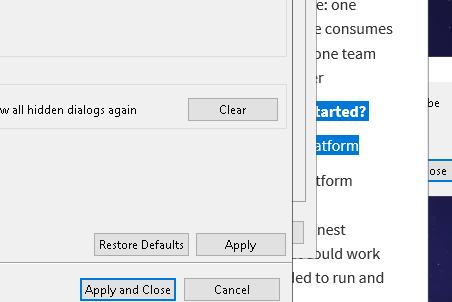 e: one
e consumes
one team
er
be
w all hidden dialogs again
Clear
tarted?
atform
ose
tform
nest
Restore Defaults
Apply
ould work
Apply and Close
Cancel
ded to run and